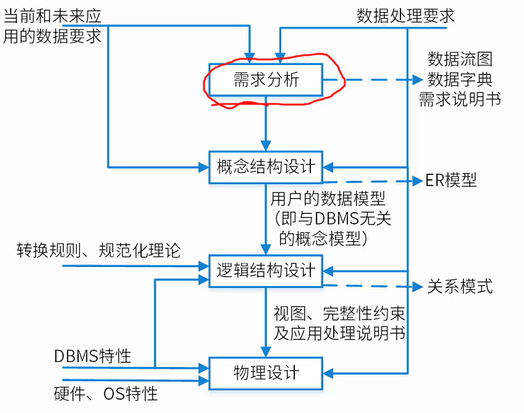 当前和未来应
用的数据要求
数据处理要求
需求分析
数据流图
数据字典
需求说明书
概念结构设计
ER模型
用户的数据模型
（即与DBMS无关
的概念模型）
转换规则、规范化理论
逻辑结构设计
关系模式
视图、完整性约束
及应用处理说明书
DBMS特性
物理设计
硬件、OS特性